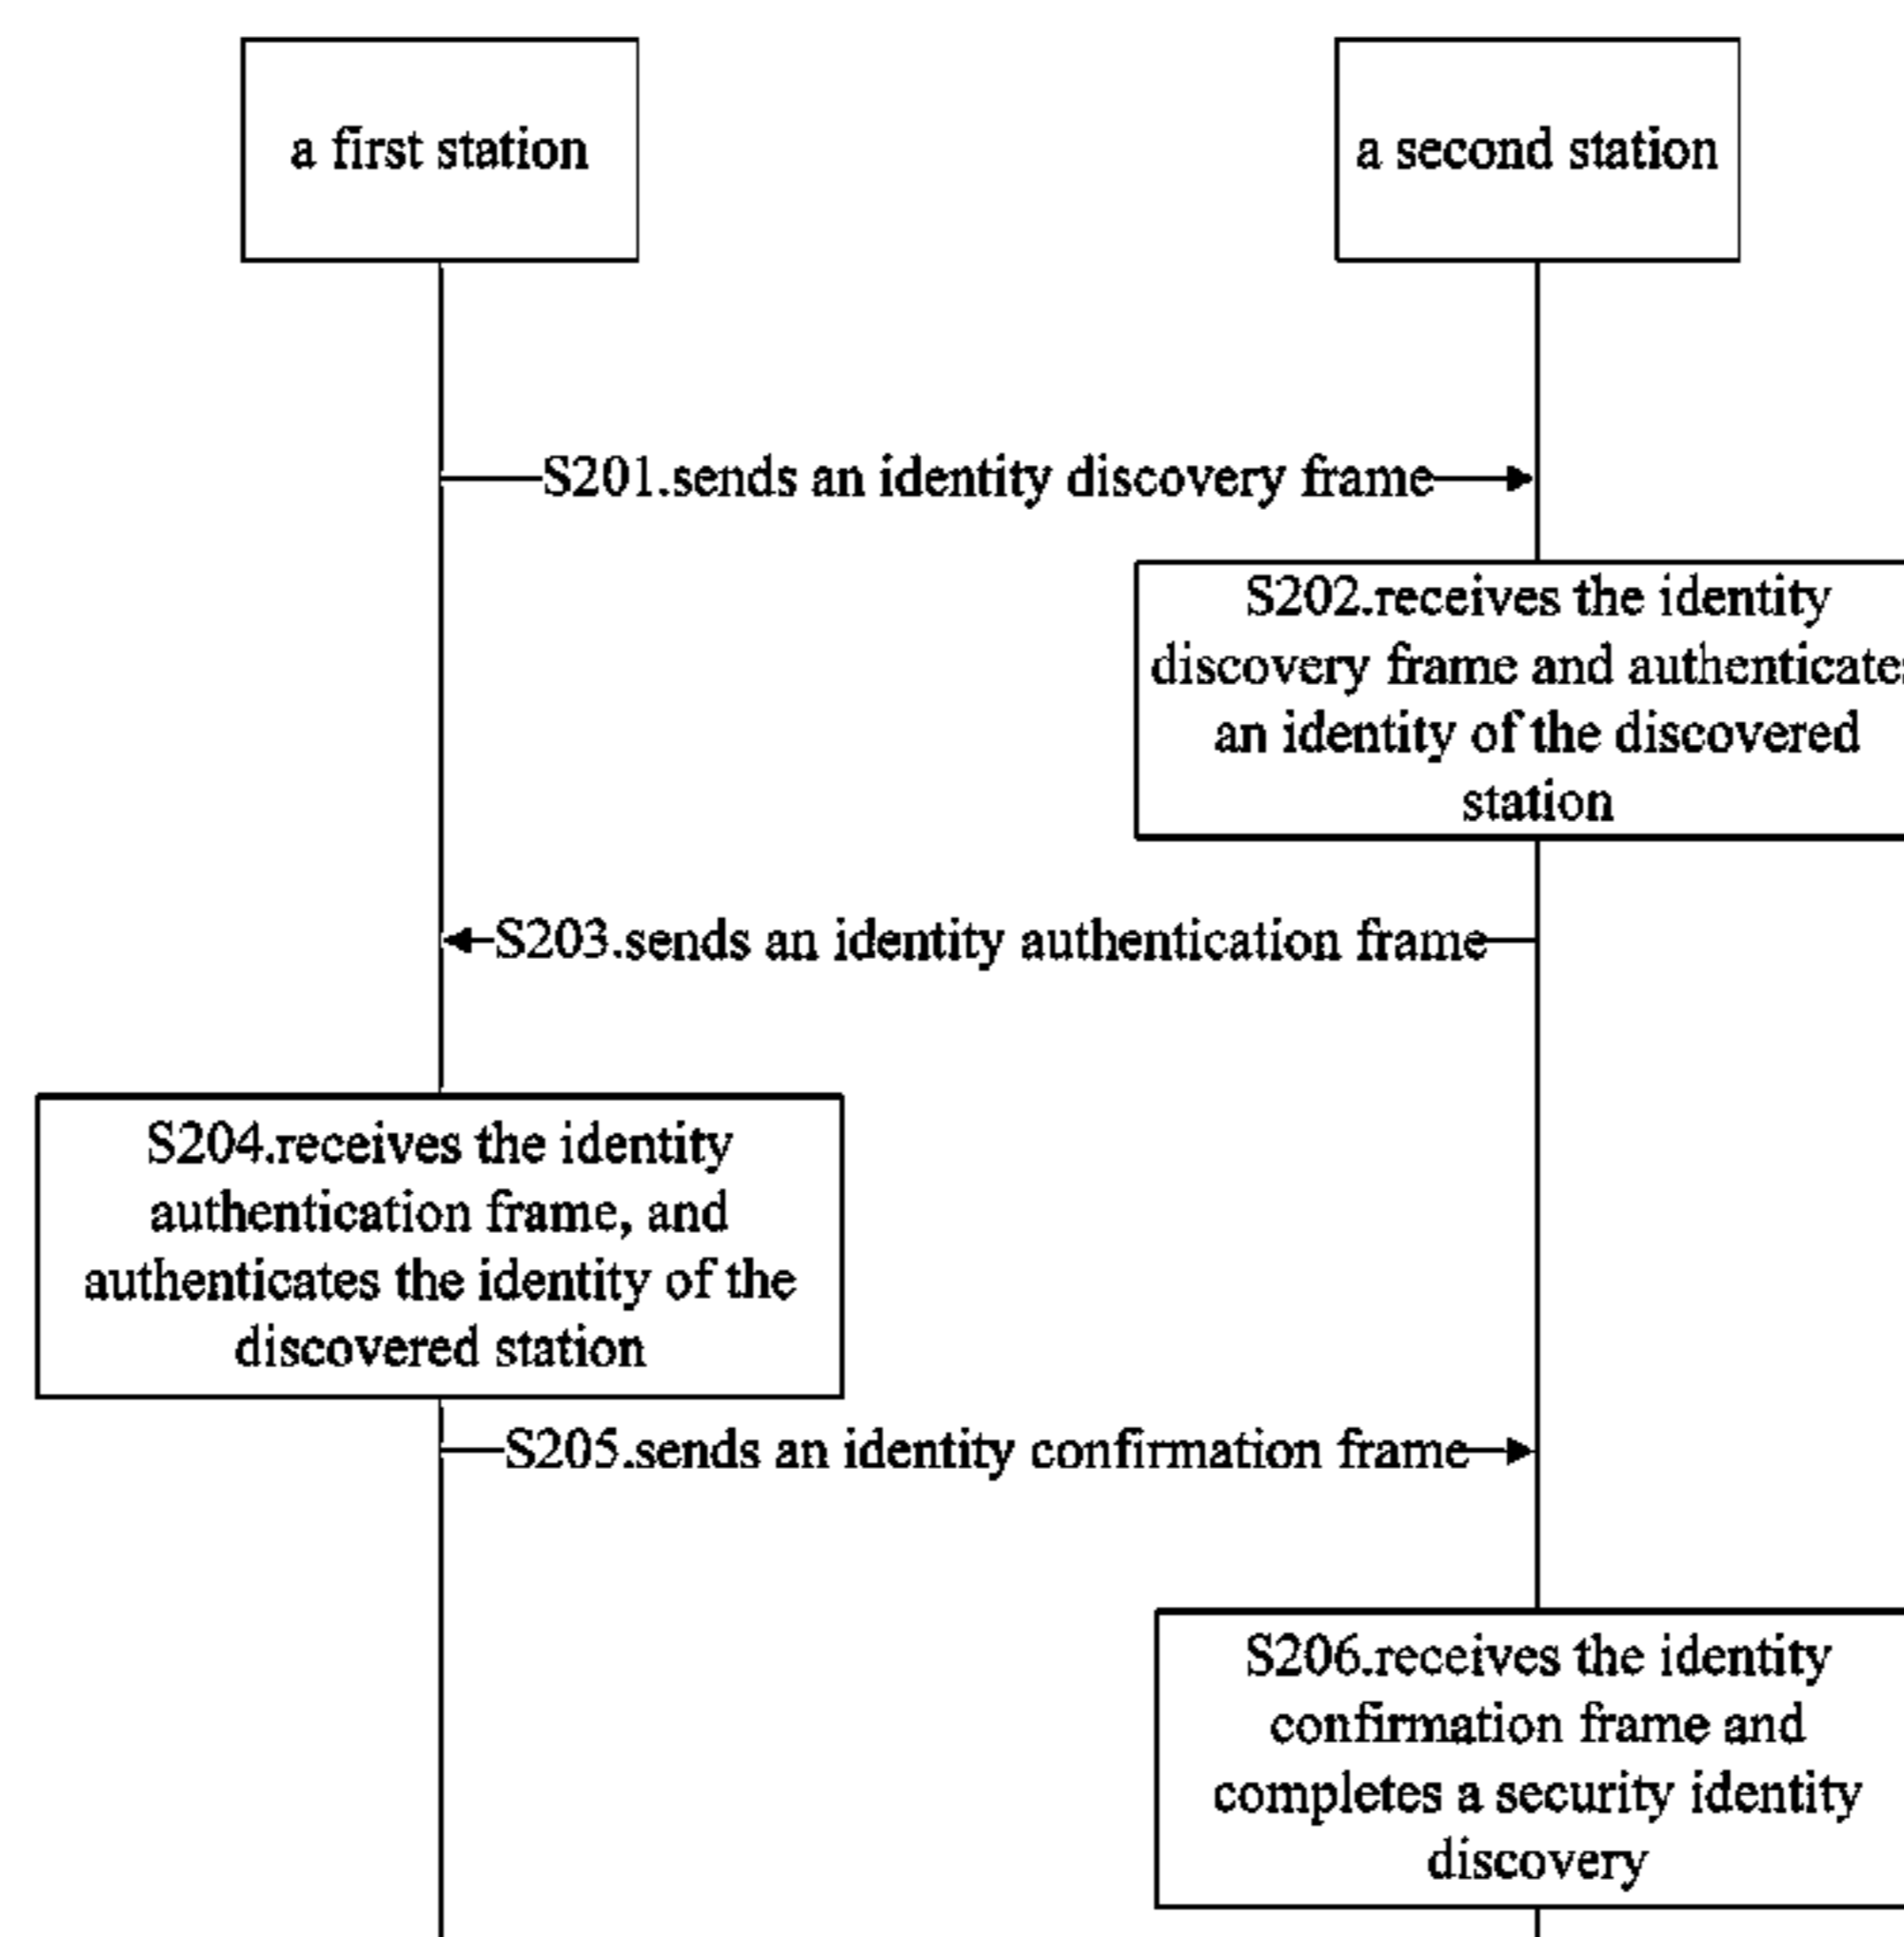 a first station
a second station
S201.sends an identity discovery frame
S202.receives the identity
discovery frame and authenticates
an identity of the discovered
station
S203.sends an identity authentication frame
S204.receives the identity
authentication frame, and
authenticates the identity of the
discovered station
S205.sends an identity confirmation frame
S206.receives the identity
confirmation frame and
completes a security identity
discovery